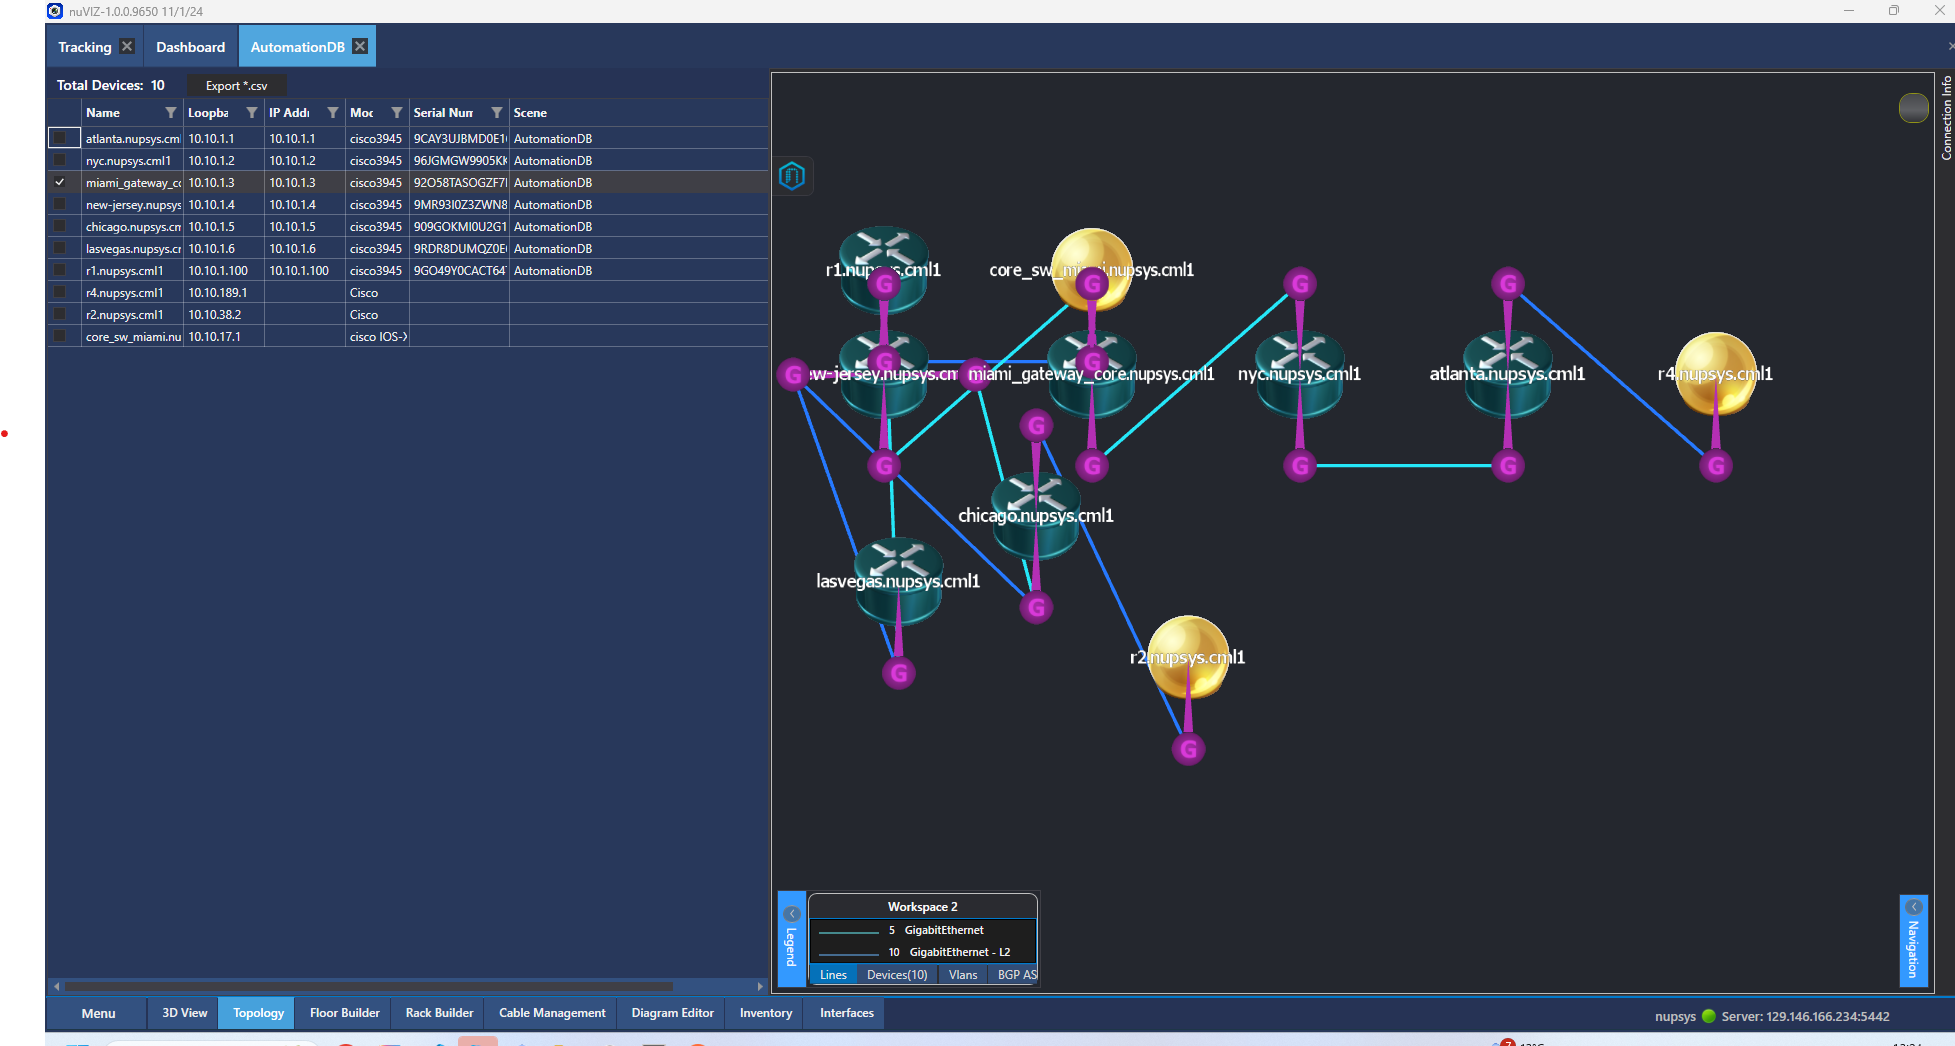 nuVIZ-1.0.0.9650 11/1/24
Tracking Dashboard AutomationDB
Total Devices: 10 Export *.csv
Name Loopba IP Addr Moc Serial Num Scene
atlanta.nupsys.cml 10.10.1.1 10.10.1.1 cisco3945 9CAY3UJBMD0E1 AutomationDB
nyc.nupsys.cml1 10.10.1.2 10.10.1.2 cisco3945 96JGMGW9905KK AutomationDB
miami_gateway_co 10.10.1.3 10.10.1.3 cisco3945 92O58TASOGZF7 AutomationDB
new-jersey.nupsys 10.10.1.4 10.10.1.4 cisco3945 9MR93I0Z3ZWN8 AutomationDB
chicago.nupsys.cm 10.10.1.5 10.10.1.5 cisco3945 909GOKMI0U2G1 AutomationDB
lasvegas.nupsys.cr 10.10.1.6 10.10.1.6 cisco3945 9RDR8DUMQZ0E AutomationDB
r1.nupsys.cml1 10.10.1.100 10.10.1.100 cisco3945 9GO49Y0CACT64 AutomationDB
r4.nupsys.cml1 10.10.189.1 Cisco
r2.nupsys.cml1 10.10.38.2 Cisco
core_sw_miami.nu 10.10.17.1 cisco IOS-X
Connection Info
r1.nupsys.cml1 core_sw_miami.nupsys.cml1
G G G G
G G
G ew-jersey.nupsys.cm G miami_gateway_core.nupsys.cml1 nyc.nupsys.cml1 atlanta.nupsys.cml1 r4.nupsys.cml1
G
G G G G G
chicago.nupsys.cml1
lasvegas.nupsys.cml1
G
r2.nupsys.cml1
G
G
Legend
Workspace 2
5 GigabitEthernet
10 GigabitEthernet - L2
Lines Devices(10) Vlans BGP AS
Navigation
Menu 3D View Topology Floor Builder Rack Builder Cable Management Diagram Editor Inventory Interfaces
nupsys Server: 129.146.166.234:5442